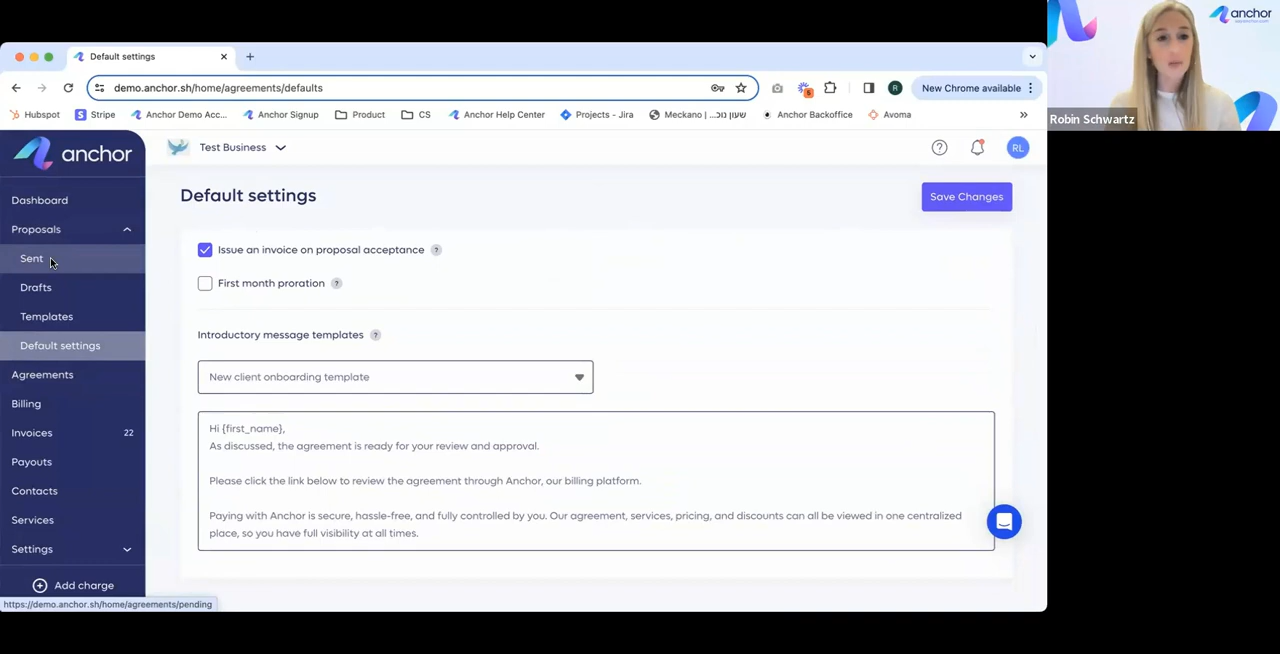 anchor
Robin Schwartz
Default settings
demo.anchor.sh/home/agreements/defaults
New Chrome available
Hubspot
Stripe
Anchor Demo Acc...
Anchor Signup
Product
CS
Anchor Help Center
Projects - Jira
Meckano | ...שעון נוכ
Anchor Backoffice
Avoma
»
anchor
Test Business
RL
Dashboard
Proposals
Sent
Drafts
Templates
Default settings
Agreements
Billing
Invoices 22
Payouts
Contacts
Services
Settings
Add charge
https://demo.anchor.sh/home/agreements/pending
Default settings
Save Changes
Issue an invoice on proposal acceptance ?
First month proration ?
Introductory message templates ?
New client onboarding template
Hi {first_name},
As discussed, the agreement is ready for your review and approval.
Please click the link below to review the agreement through Anchor, our billing platform.
Paying with Anchor is secure, hassle-free, and fully controlled by you. Our agreement, services, pricing, and discounts can all be viewed in one centralized
place, so you have full visibility at all times.